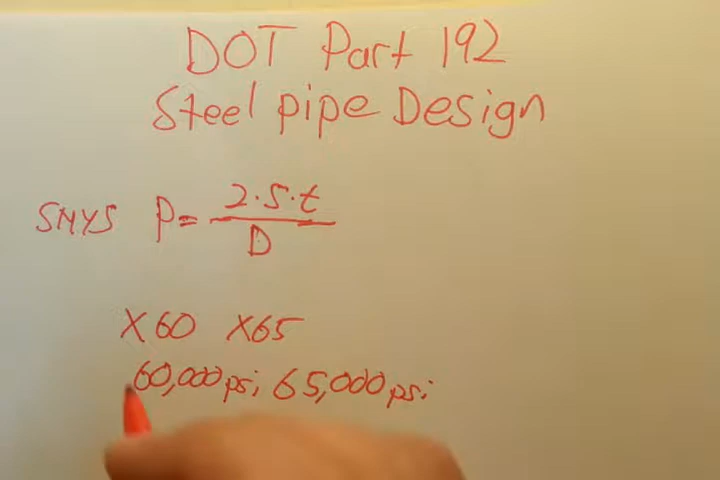 DOT Part 192
Steel pipe Design
SMYS P = 2·S·t / D
X60 X65
60,000 psi 65,000 psi